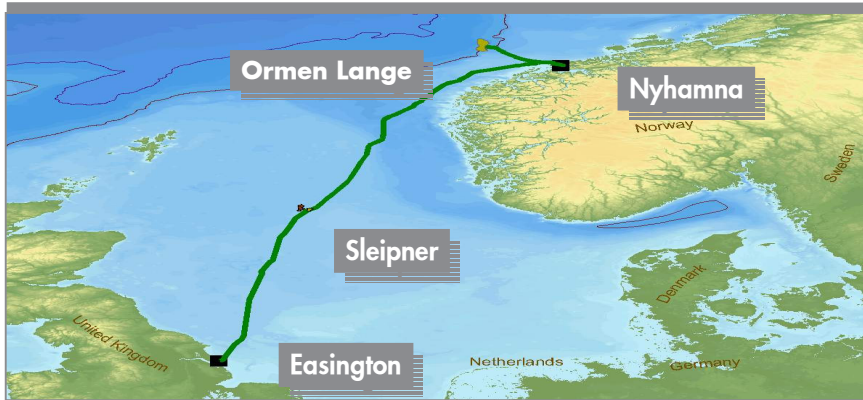 Ormen Lange
Nyhamna
Norway
Sweden
Sleipner
Denmark
United Kingdom
Easington
Netherlands
Germany